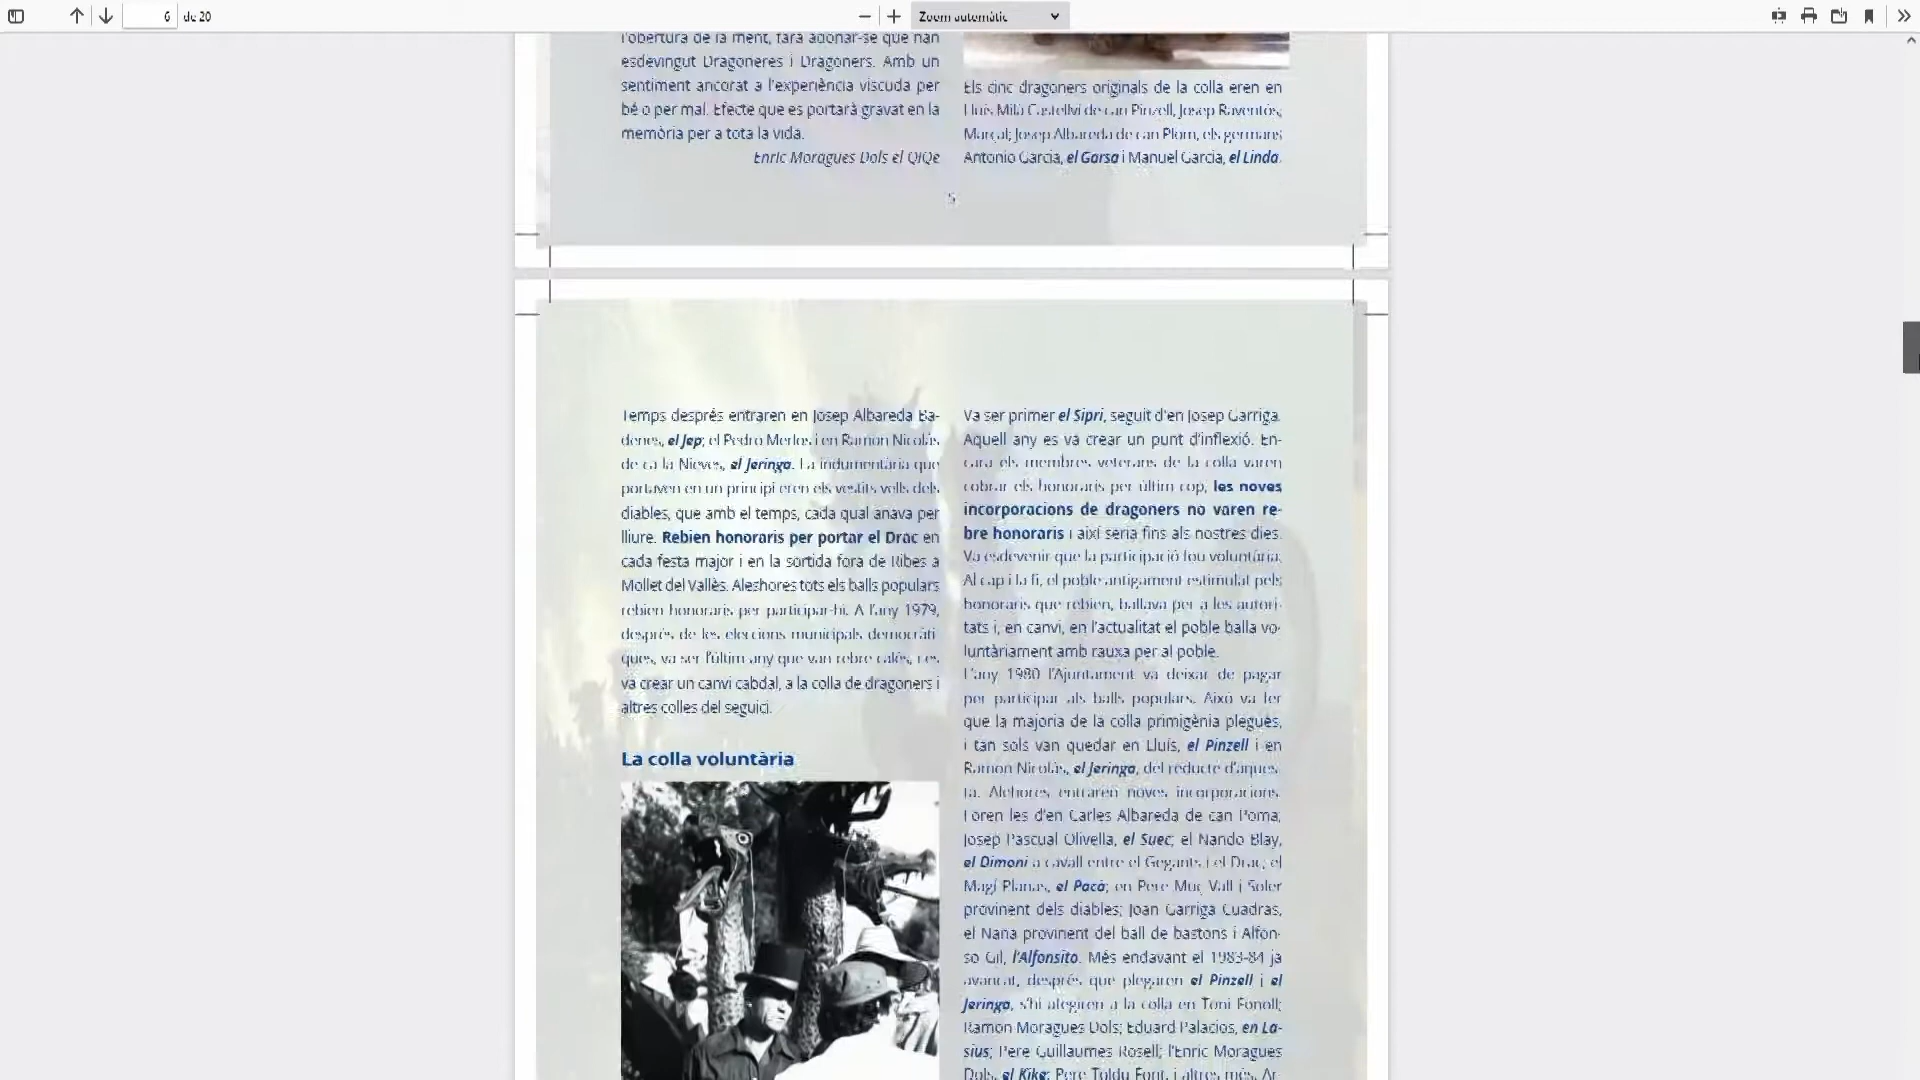 6
de 20
Zoom automàtic
l'obertura de la ment, farà adonar-se que han
esdevingut Dragoneres i Dragoners. Amb un
sentiment ancorat a l'experiència viscuda per
bé o per mal. Efecte que es portarà gravat en la
memòria per a tota la vida.
Enric Moragues Dols el QiQe
Els cinc dragoners originals de la colla eren en
Lluís Milà Castellví de can Pinzell, Josep Raventós,
Marçal; Josep Albareda de can Plom, els germans
Antonio Garcia, el Garsa i Manuel Garcia, el Linda.
5
Temps després entraren en Josep Albareda Ba-
denes, el Jep; el Pedro Merlos i en Ramon Nicolás
de ca la Nieves, el Jeringa. La indumentària que
portaven en un principi eren els vestits vells dels
diables, que amb el temps, cada qual anava per
lliure. Rebien honoraris per portar el Drac en
cada festa major i en la sortida fora de Ribes a
Mollet del Vallès. Aleshores tots els balls populars
rebien honoraris per participar-hi. A l'any 1979,
després de les eleccions municipals democràti-
ques, va ser l'últim any que van rebre calés, i es
va crear un canvi cabdal, a la colla de dragoners i
altres colles del seguici.
La colla voluntària
Va ser primer el Sipri, seguit d'en Josep Garriga.
Aquell any es va crear un punt d'inflexió. En-
cara els membres veterans de la colla varen
cobrar els honoraris per últim cop, les noves
incorporacions de dragoners no varen re-
bre honoraris i així seria fins als nostres dies.
Va esdevenir que la participació fou voluntària.
Al cap i la fi, el poble antigament estimulat pels
honoraris que rebien, ballava per a les autori-
tats i, en canvi, en l'actualitat el poble balla vo-
luntàriament amb rauxa per al poble.
L'any 1980 l'Ajuntament va deixar de pagar
per participar als balls populars. Això va fer
que la majoria de la colla primigènia plegués,
i tan sols van quedar en Lluís, el Pinzell i en
Ramon Nicolás, el Jeringa, del reducte d'aques-
ta. Alehores entraren noves incorporacions.
Foren les d'en Carles Albareda de can Poma;
Josep Pascual Olivella, el Suec; el Nando Blay,
el Dimoni a cavall entre el Gegants i el Drac; el
Magí Planas, el Pacà; en Pere Muç Vall i Soler
provinent dels diables; Joan Garriga Cuadras,
el Nana provinent del ball de bastons i Alfon-
so Gil, l'Alfonsito. Més endavant el 1983-84 ja
avançat, després que plegaren el Pinzell i el
Jeringa, s'hi afegiren a la colla en Toni Fonoll;
Ramon Moragues Dols; Eduard Palacios, en La-
sius; Pere Guillaumes Rosell; l'Enric Moragues
Dols, el Kike; Pere Toldu Font, i altres més. Ar-